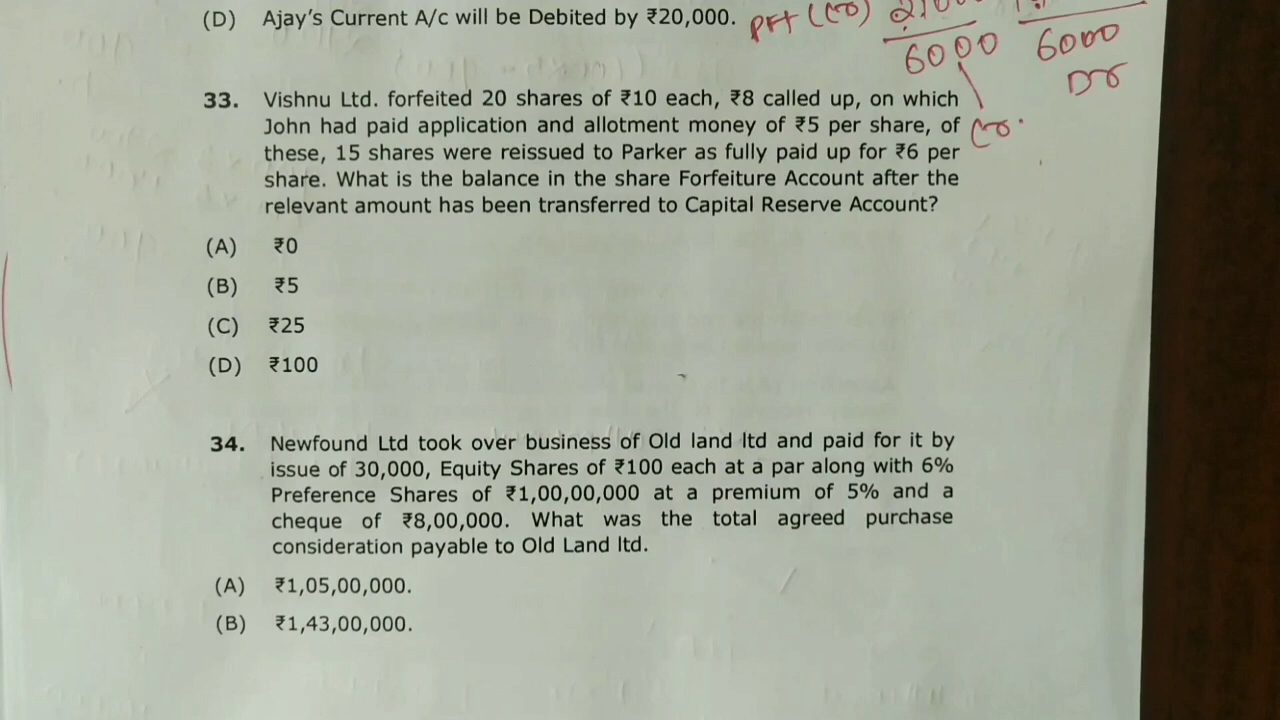 (D) Ajay's Current A/c will be Debited by ₹20,000.
Pft (Cr)
6000 6000
Dr
Cr.
33. Vishnu Ltd. forfeited 20 shares of ₹10 each, ₹8 called up, on which
John had paid application and allotment money of ₹5 per share, of
these, 15 shares were reissued to Parker as fully paid up for ₹6 per
share. What is the balance in the share Forfeiture Account after the
relevant amount has been transferred to Capital Reserve Account?
(A) ₹0
(B) ₹5
(C) ₹25
(D) ₹100
34. Newfound Ltd took over business of Old land ltd and paid for it by
issue of 30,000, Equity Shares of ₹100 each at a par along with 6%
Preference Shares of ₹1,00,00,000 at a premium of 5% and a
cheque of ₹8,00,000. What was the total agreed purchase
consideration payable to Old Land ltd.
(A) ₹1,05,00,000.
(B) ₹1,43,00,000.